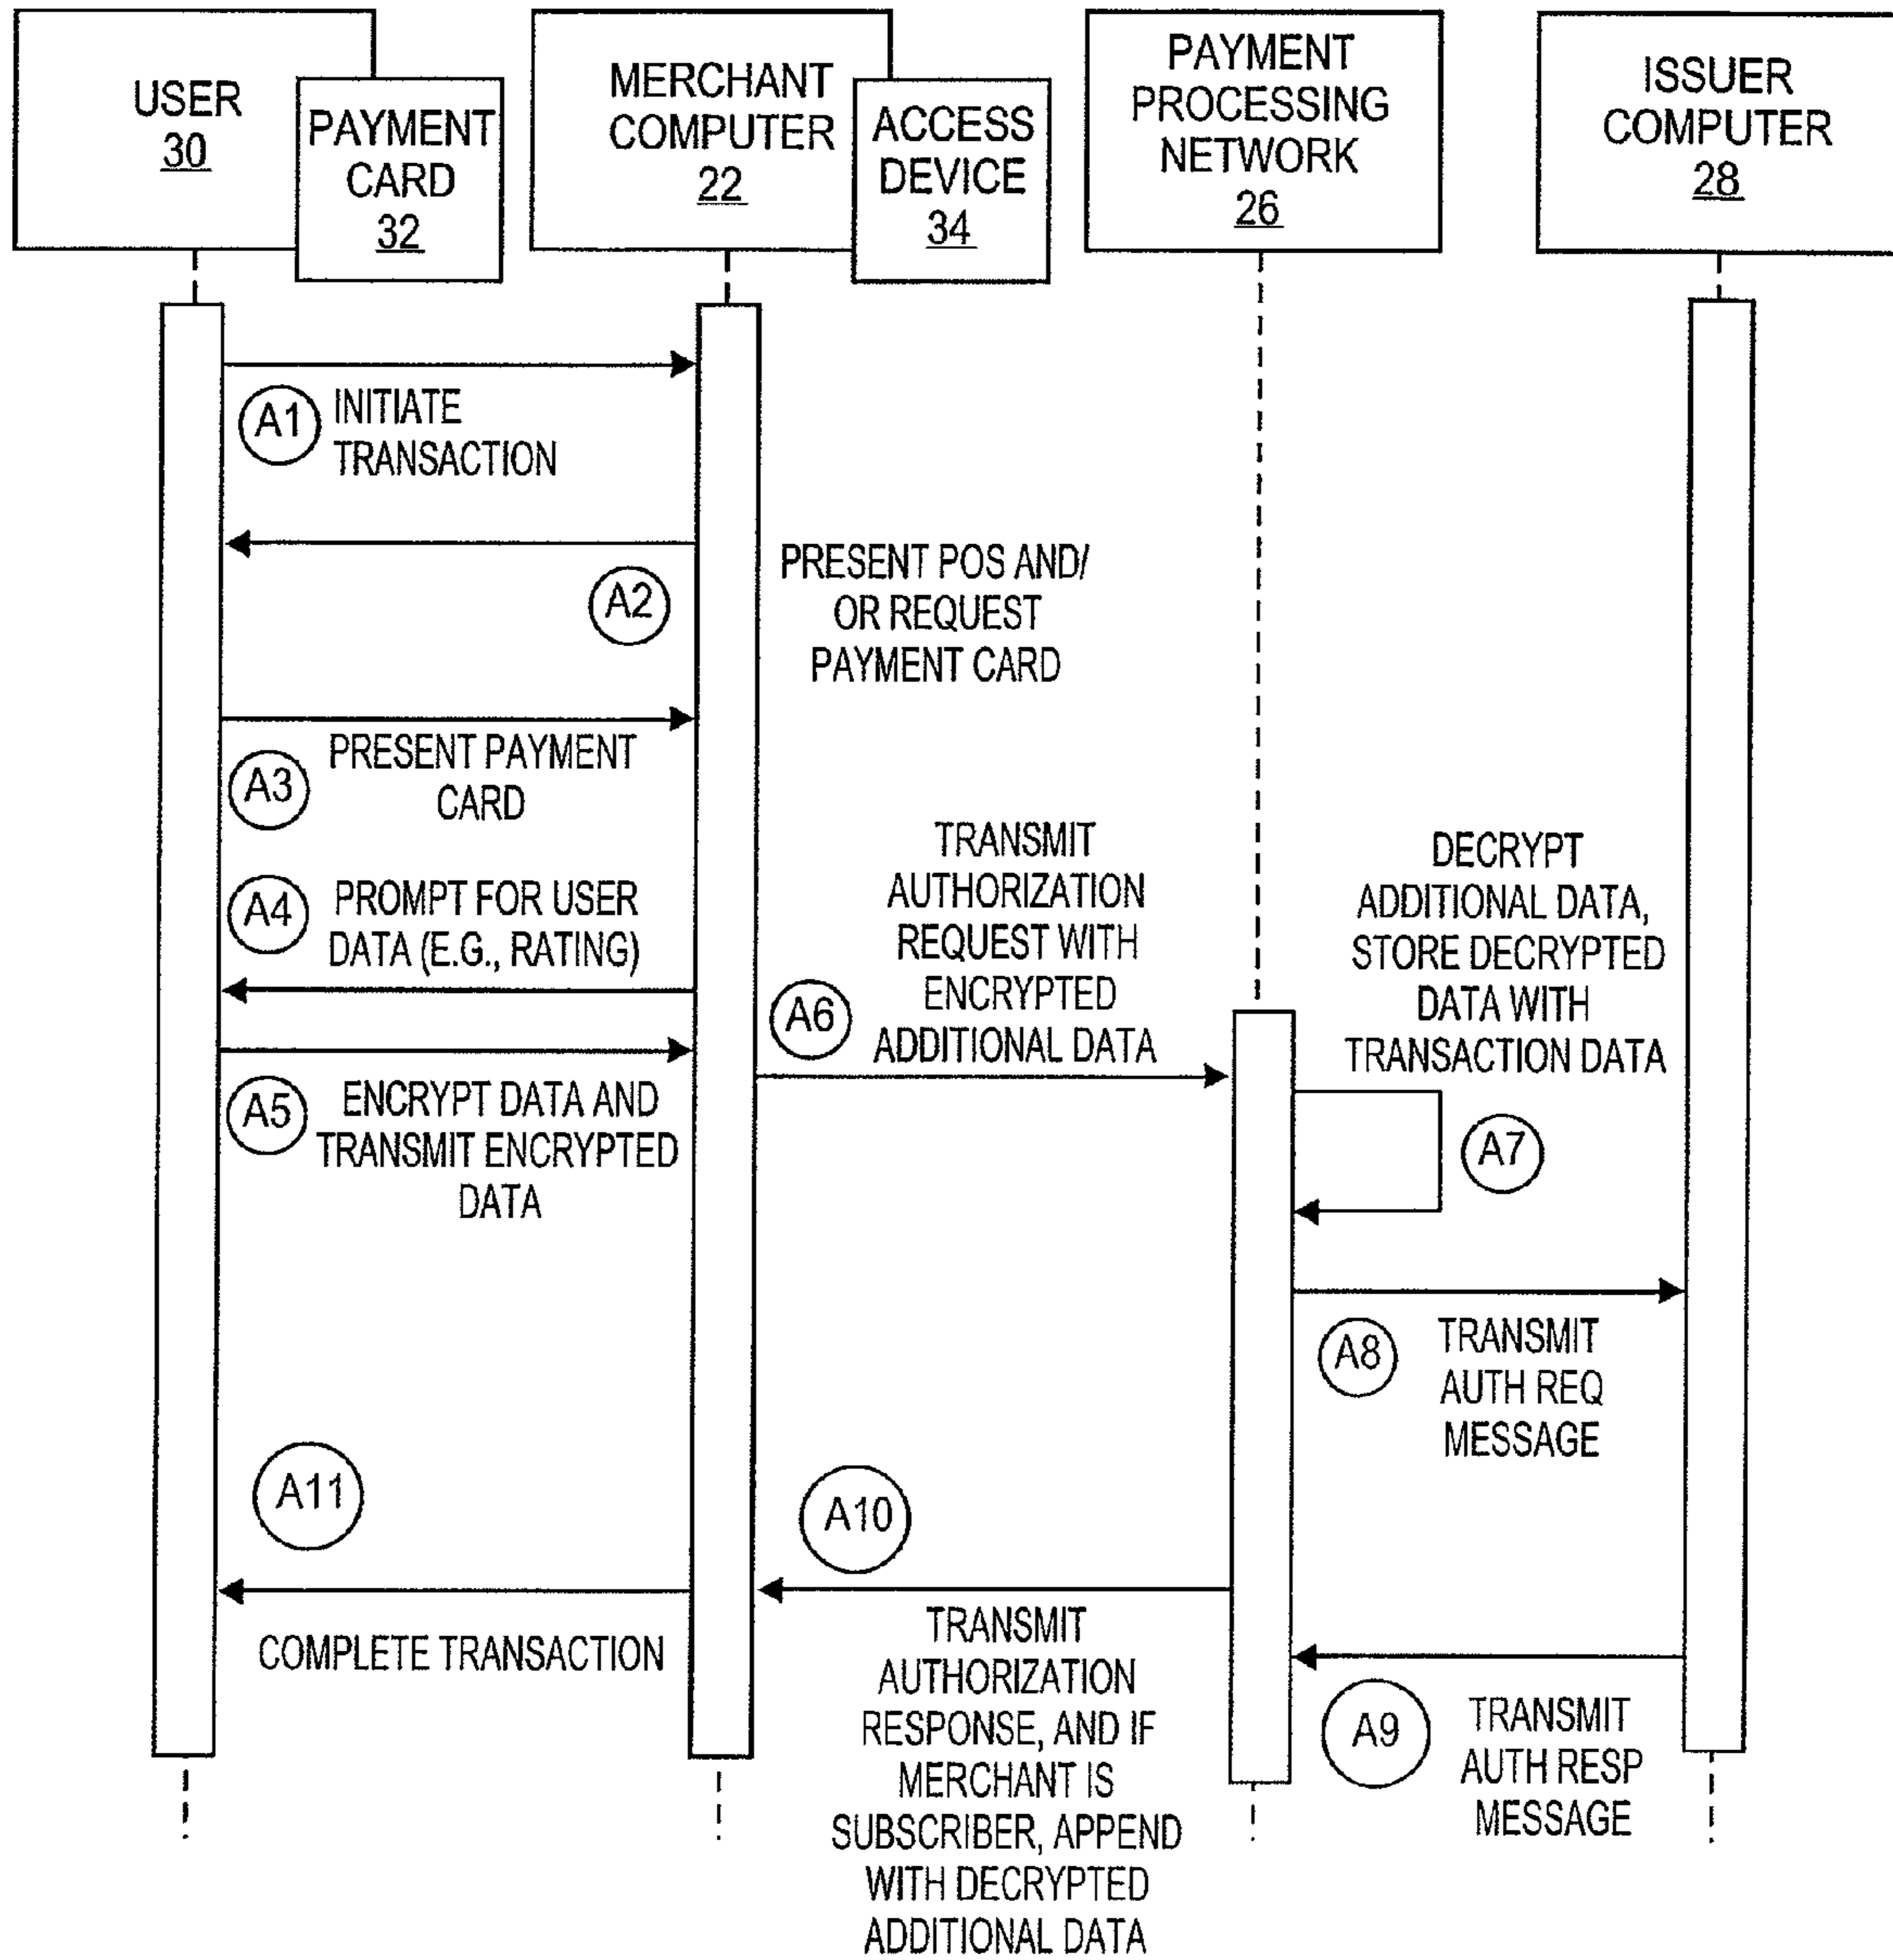 USER
30
PAYMENT
CARD
32
MERCHANT
COMPUTER
22
ACCESS
DEVICE
34
PAYMENT
PROCESSING
NETWORK
26
ISSUER
COMPUTER
28
A1
INITIATE
TRANSACTION
A2
PRESENT POS AND/
OR REQUEST
PAYMENT CARD
A3
PRESENT PAYMENT
CARD
A4
PROMPT FOR USER
DATA (E.G., RATING)
A5
ENCRYPT DATA AND
TRANSMIT ENCRYPTED
DATA
A6
TRANSMIT
AUTHORIZATION
REQUEST WITH
ENCRYPTED
ADDITIONAL DATA
DECRYPT
ADDITIONAL DATA,
STORE DECRYPTED
DATA WITH
TRANSACTION DATA
A7
A8
TRANSMIT
AUTH REQ
MESSAGE
A9
TRANSMIT
AUTH RESP
MESSAGE
A10
TRANSMIT
AUTHORIZATION
RESPONSE, AND IF
MERCHANT IS
SUBSCRIBER, APPEND
WITH DECRYPTED
ADDITIONAL DATA
A11
COMPLETE TRANSACTION